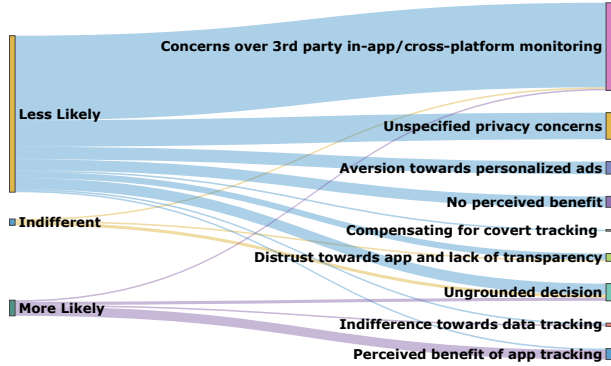 Less Likely
Indifferent
More Likely
Concerns over 3rd party in-app/cross-platform monitoring
Unspecified privacy concerns
Aversion towards personalized ads
No perceived benefit
Compensating for covert tracking
Distrust towards app and lack of transparency
Ungrounded decision
Indifference towards data tracking
Perceived benefit of app tracking